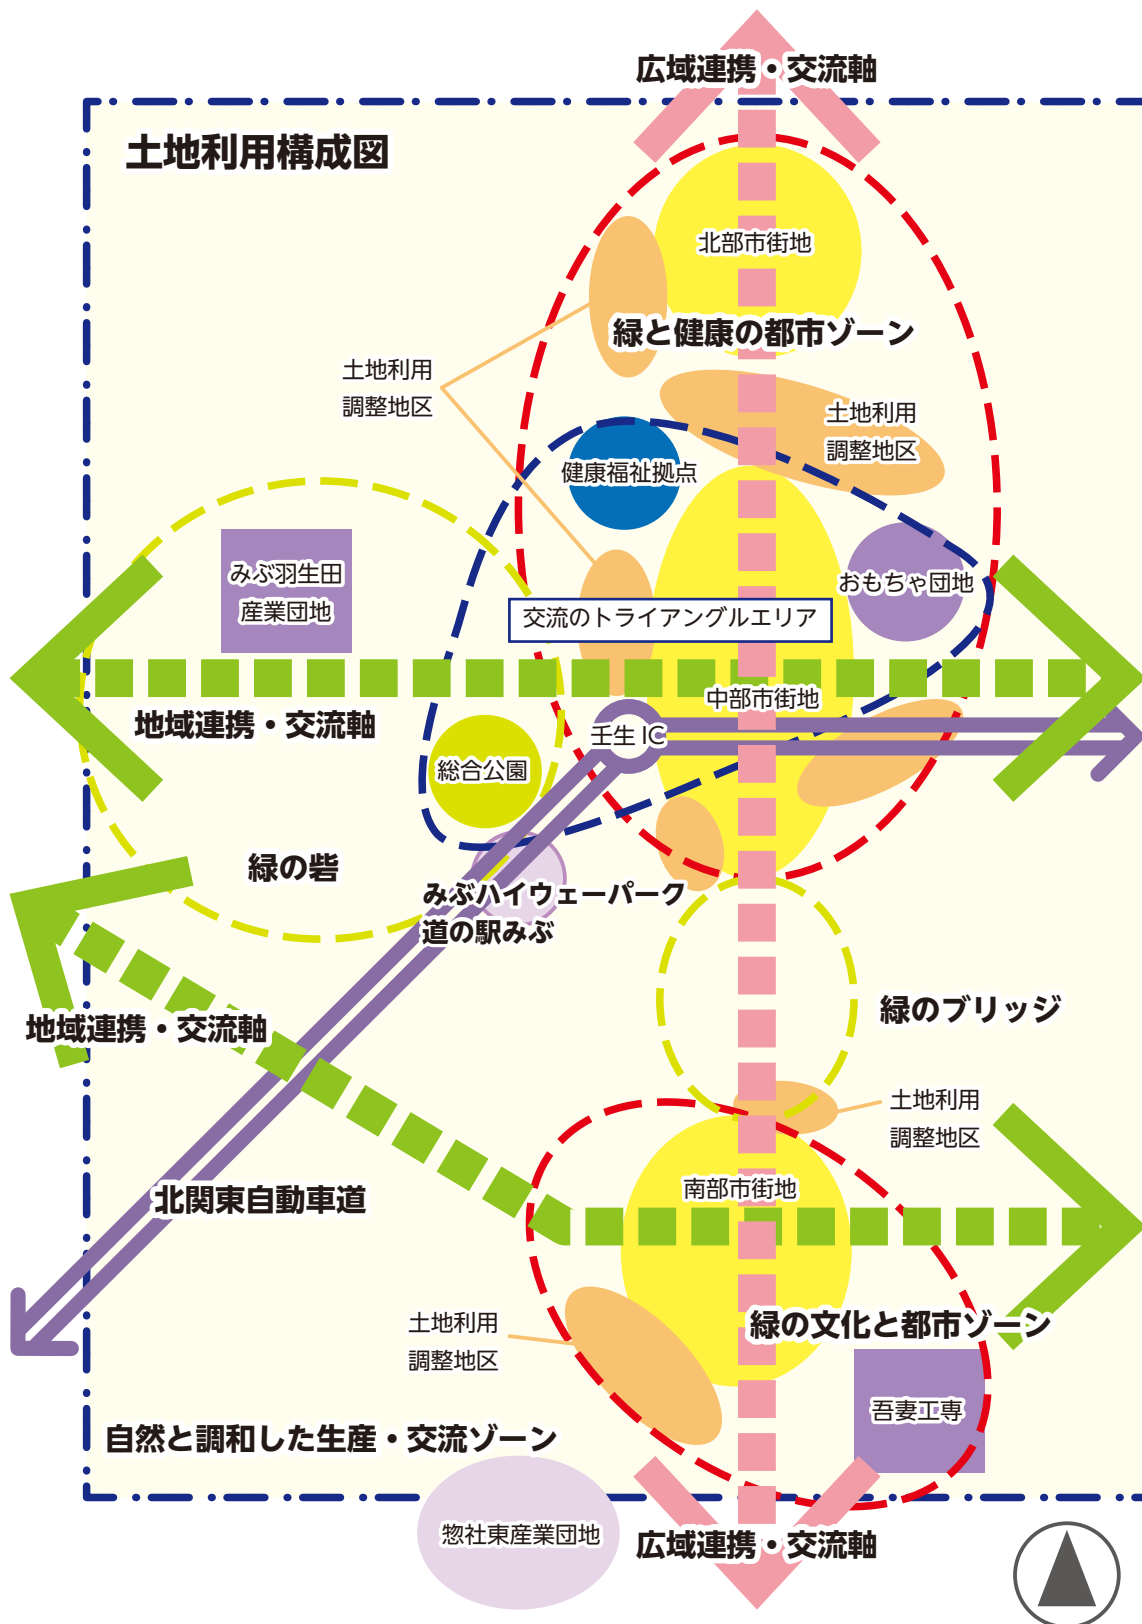 広域連携・交流軸
土地利用構成図
北部市街地
緑と健康の都市ゾーン
土地利用
調整地区
土地利用
調整地区
健康福祉拠点
みぶ羽生田
産業団地
おもちゃ団地
交流のトライアングルエリア
中部市街地
地域連携・交流軸
壬生 IC
総合公園
緑の砦
みぶハイウェーパーク
道の駅みぶ
緑のブリッジ
地域連携・交流軸
土地利用
調整地区
南部市街地
北関東自動車道
土地利用
調整地区
緑の文化と都市ゾーン
吾妻工専
自然と調和した生産・交流ゾーン
惣社東産業団地
広域連携・交流軸